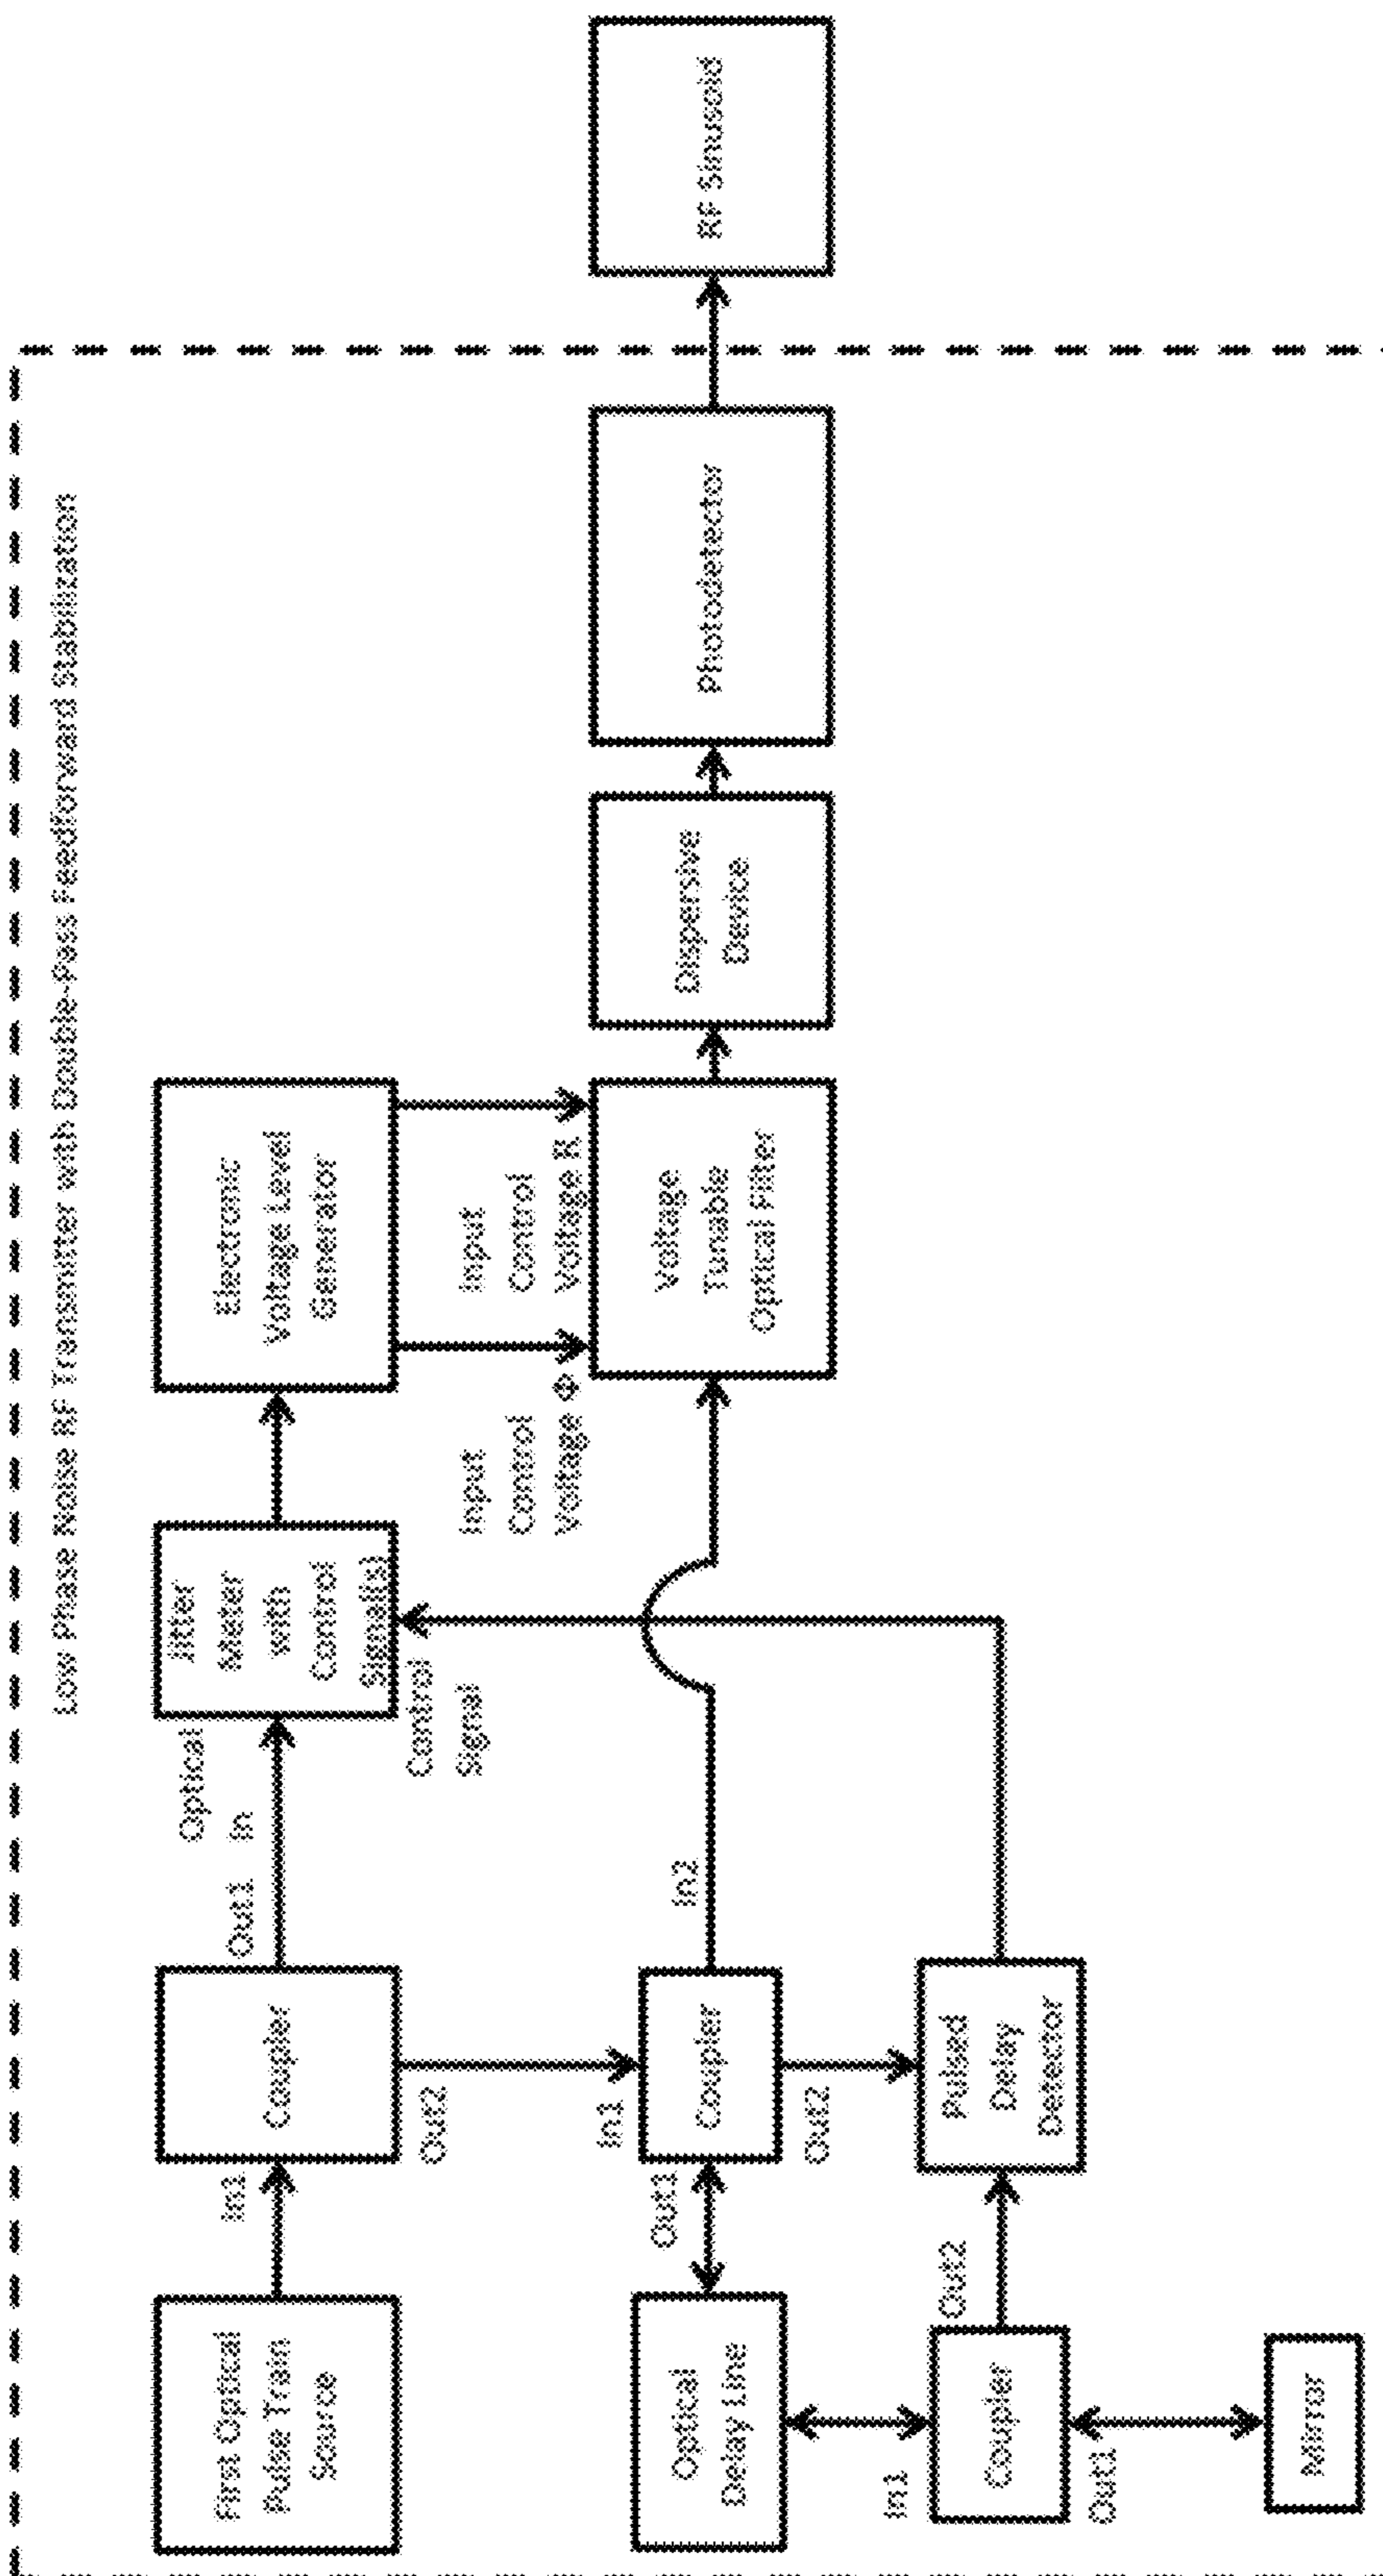 Low Phase Noise RF Transmitter with Double-Pass Feedforward Stabilization
First Optical
Pulse Train
Source
In1
Coupler
Out1
Optical
In
Jitter
Meter
with
Control
Signal(s)
Electronic
Voltage Level
Generator
Out2
Control
Signal
Input
Control
Voltage Φ
Input
Control
Voltage R
In1
Optical
Delay Line
Out1
Coupler
In2
Voltage
Tunable
Optical Filter
Dispersive
Device
Photodetector
RF Sinusoid
Out2
In1
Coupler
Out2
Pulsed
Delay
Detector
Out1
Mirror